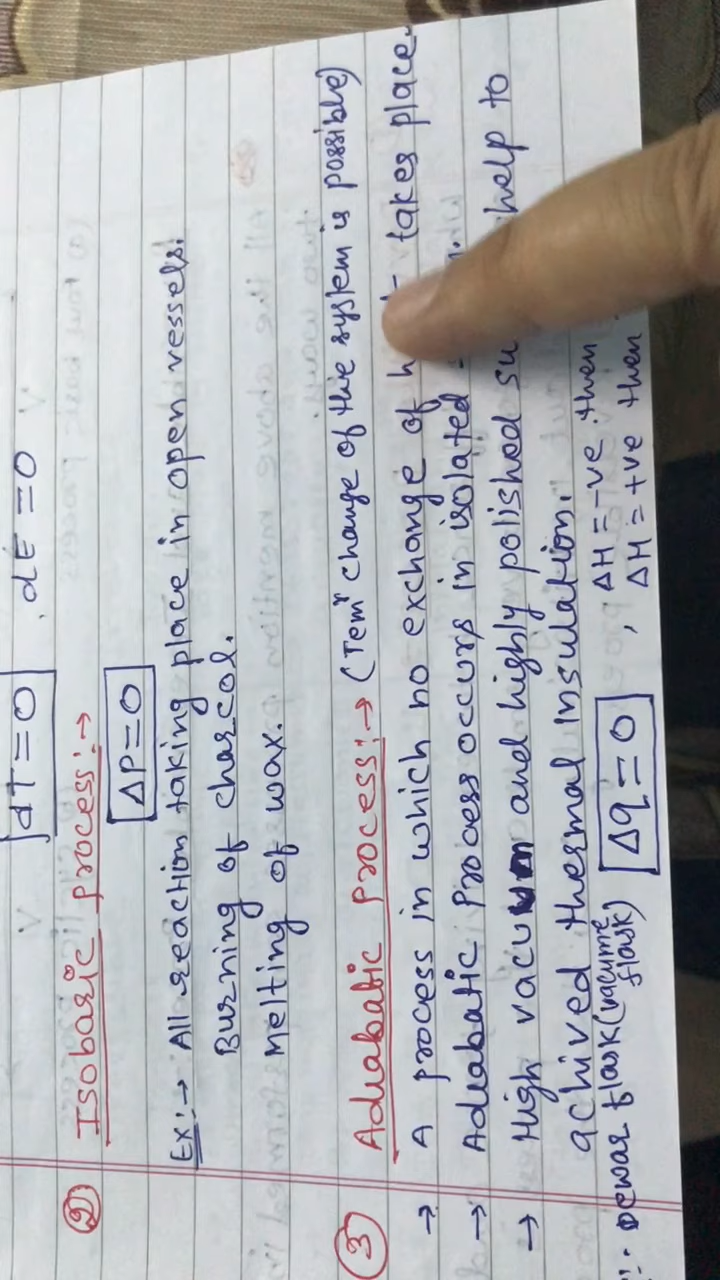 dT=0 , dE=0
② Isobaric process:→
ΔP=0
Ex:→ All reaction taking place in open vessels.
Burning of charcol.
Melting of wax.
③ Adiabatic process:→ (Temp change of the system is possible)
→ A process in which no exchange of takes place.
→ Adiabatic Process occurs in isolated
→ High vacuum and highly polished help to
achived thermal insulation.
:. Dewar flask (vacume flask) Δq=0 , ΔH = -ve then
ΔH = +ve then